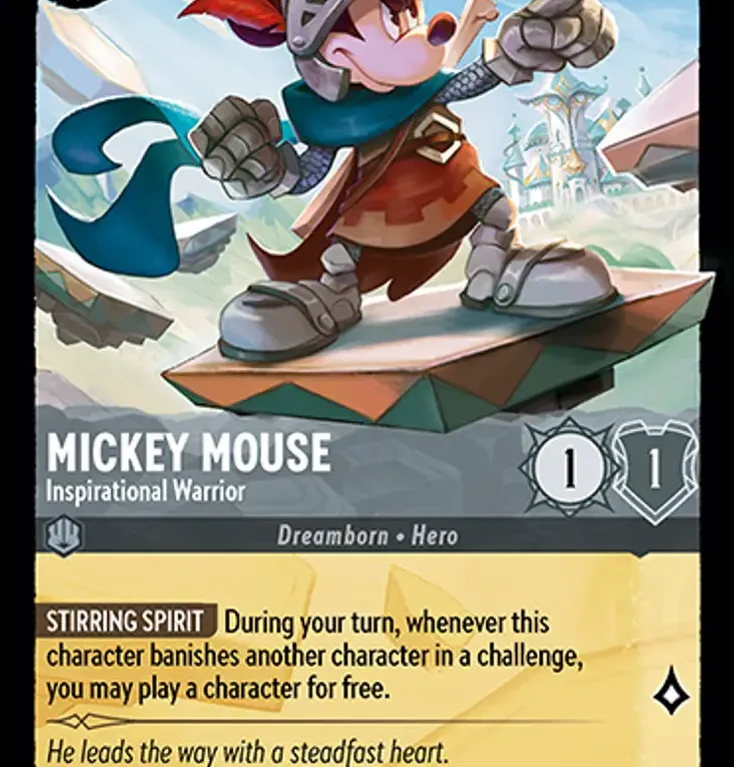 MICKEY MOUSE
Inspirational Warrior
1 1
Dreamborn • Hero
STIRRING SPIRIT During your turn, whenever this
character banishes another character in a challenge,
you may play a character for free.
He leads the way with a steadfast heart.